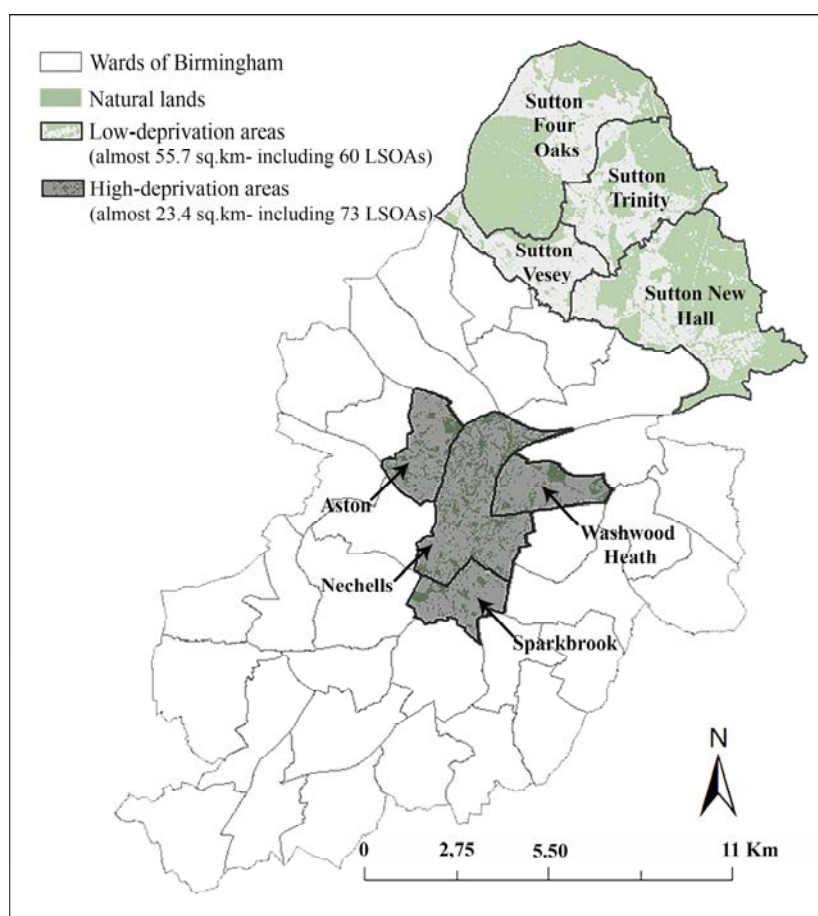 Wards of Birmingham
Natural lands
Low-deprivation areas
(almost 55.7 sq.km- including 60 LSOAs)
High-deprivation areas
(almost 23.4 sq.km- including 73 LSOAs)
Sutton
Four
Oaks
Sutton
Trinity
Sutton
Vesey
Sutton New
Hall
Aston
Washwood
Heath
Nechells
Sparkbrook
N
0 2.75 5.50 11 Km